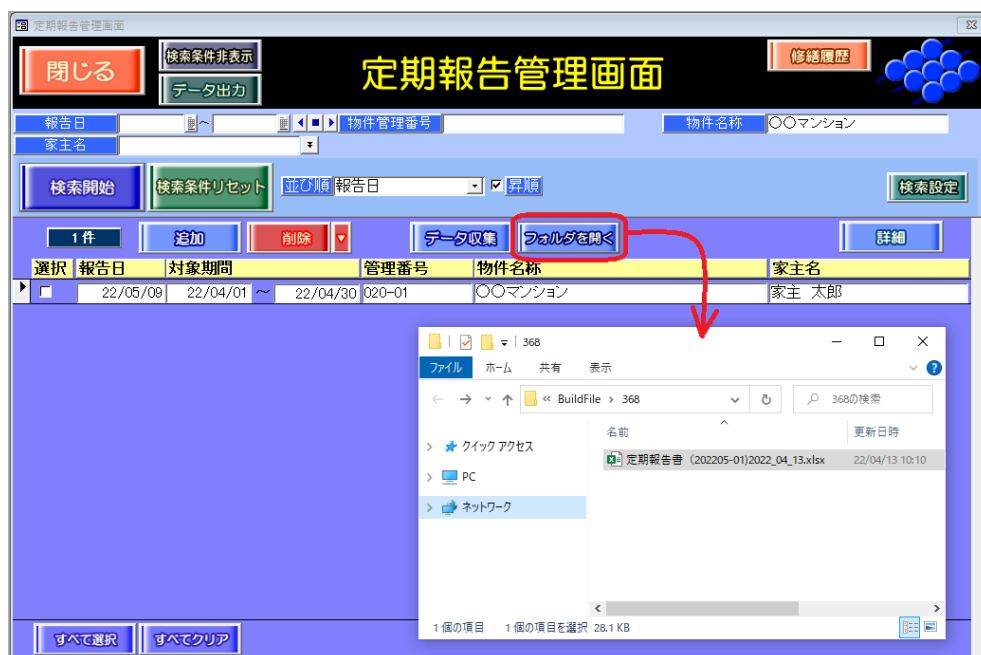 定期報告管理画面
閉じる
検索条件非表示
データ出力
定期報告管理画面
修繕履歴
報告日 ～ 物件管理番号 物件名称 〇〇マンション
家主名
検索開始 検索条件リセット 並び順 報告日 昇順 検索設定
1件 追加 削除 データ収集 フォルダを開く 詳細
選択 報告日 対象期間 管理番号 物件名称 家主名
22/05/09 22/04/01 ～ 22/04/30 020-01 〇〇マンション 家主 太郎
368
ファイル ホーム 共有 表示
« BuildFile › 368 368の検索
名前 更新日時
クイック アクセス
定期報告書（202205-01)2022_04_13.xlsx 22/04/13 10:10
PC
ネットワーク
1 個の項目 1 個の項目を選択 28.1 KB
すべて選択 すべてクリア